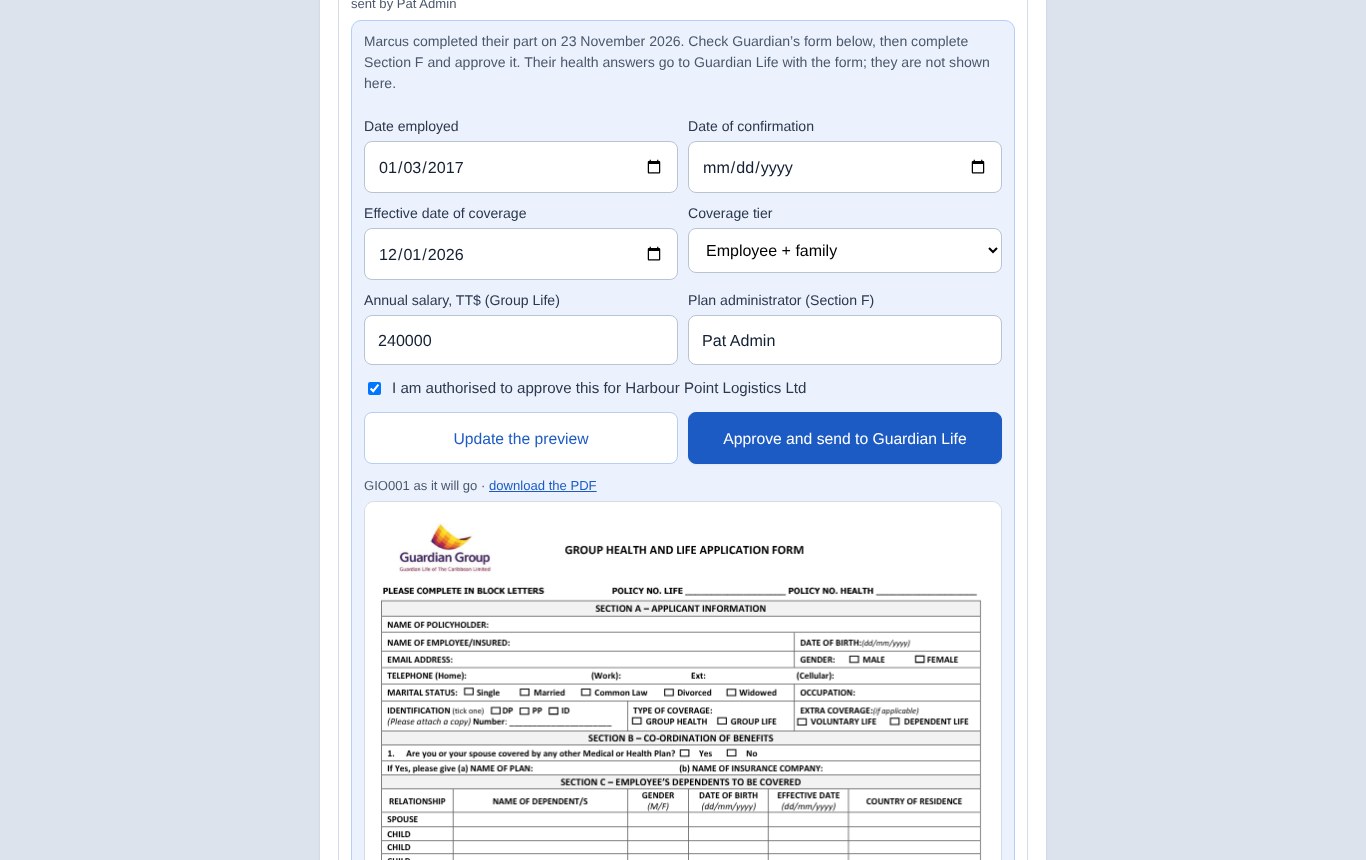 sent by Pat Admin
Marcus completed their part on 23 November 2026. Check Guardian's form below, then complete
Section F and approve it. Their health answers go to Guardian Life with the form; they are not shown
here.
Date employed
Date of confirmation
01/03/2017
mm/dd/yyyy
Effective date of coverage
Coverage tier
12/01/2026
Employee + family
Annual salary, TT$ (Group Life)
Plan administrator (Section F)
240000
Pat Admin
I am authorised to approve this for Harbour Point Logistics Ltd
Update the preview
Approve and send to Guardian Life
GIO001 as it will go · download the PDF
Guardian Group
Guardian Life of The Caribbean Limited
GROUP HEALTH AND LIFE APPLICATION FORM
PLEASE COMPLETE IN BLOCK LETTERS POLICY NO. LIFE ____________________ POLICY NO. HEALTH ____________________
SECTION A – APPLICANT INFORMATION
NAME OF POLICYHOLDER:
NAME OF EMPLOYEE/INSURED: DATE OF BIRTH:(dd/mm/yyyy)
EMAIL ADDRESS: GENDER: MALE FEMALE
TELEPHONE (Home): (Work): Ext: (Cellular):
MARITAL STATUS: Single Married Common Law Divorced Widowed OCCUPATION:
IDENTIFICATION (tick one) DP PP ID TYPE OF COVERAGE: EXTRA COVERAGE:(if applicable)
(Please attach a copy) Number: ____________________ GROUP HEALTH GROUP LIFE VOLUNTARY LIFE DEPENDENT LIFE
SECTION B – CO-ORDINATION OF BENEFITS
1. Are you or your spouse covered by any other Medical or Health Plan? Yes No
If Yes, please give (a) NAME OF PLAN: (b) NAME OF INSURANCE COMPANY:
SECTION C – EMPLOYEE'S DEPENDENTS TO BE COVERED
RELATIONSHIP NAME OF DEPENDENT/S GENDER (M/F) DATE OF BIRTH (dd/mm/yyyy) EFFECTIVE DATE (dd/mm/yyyy) COUNTRY OF RESIDENCE
SPOUSE
CHILD
CHILD
CHILD